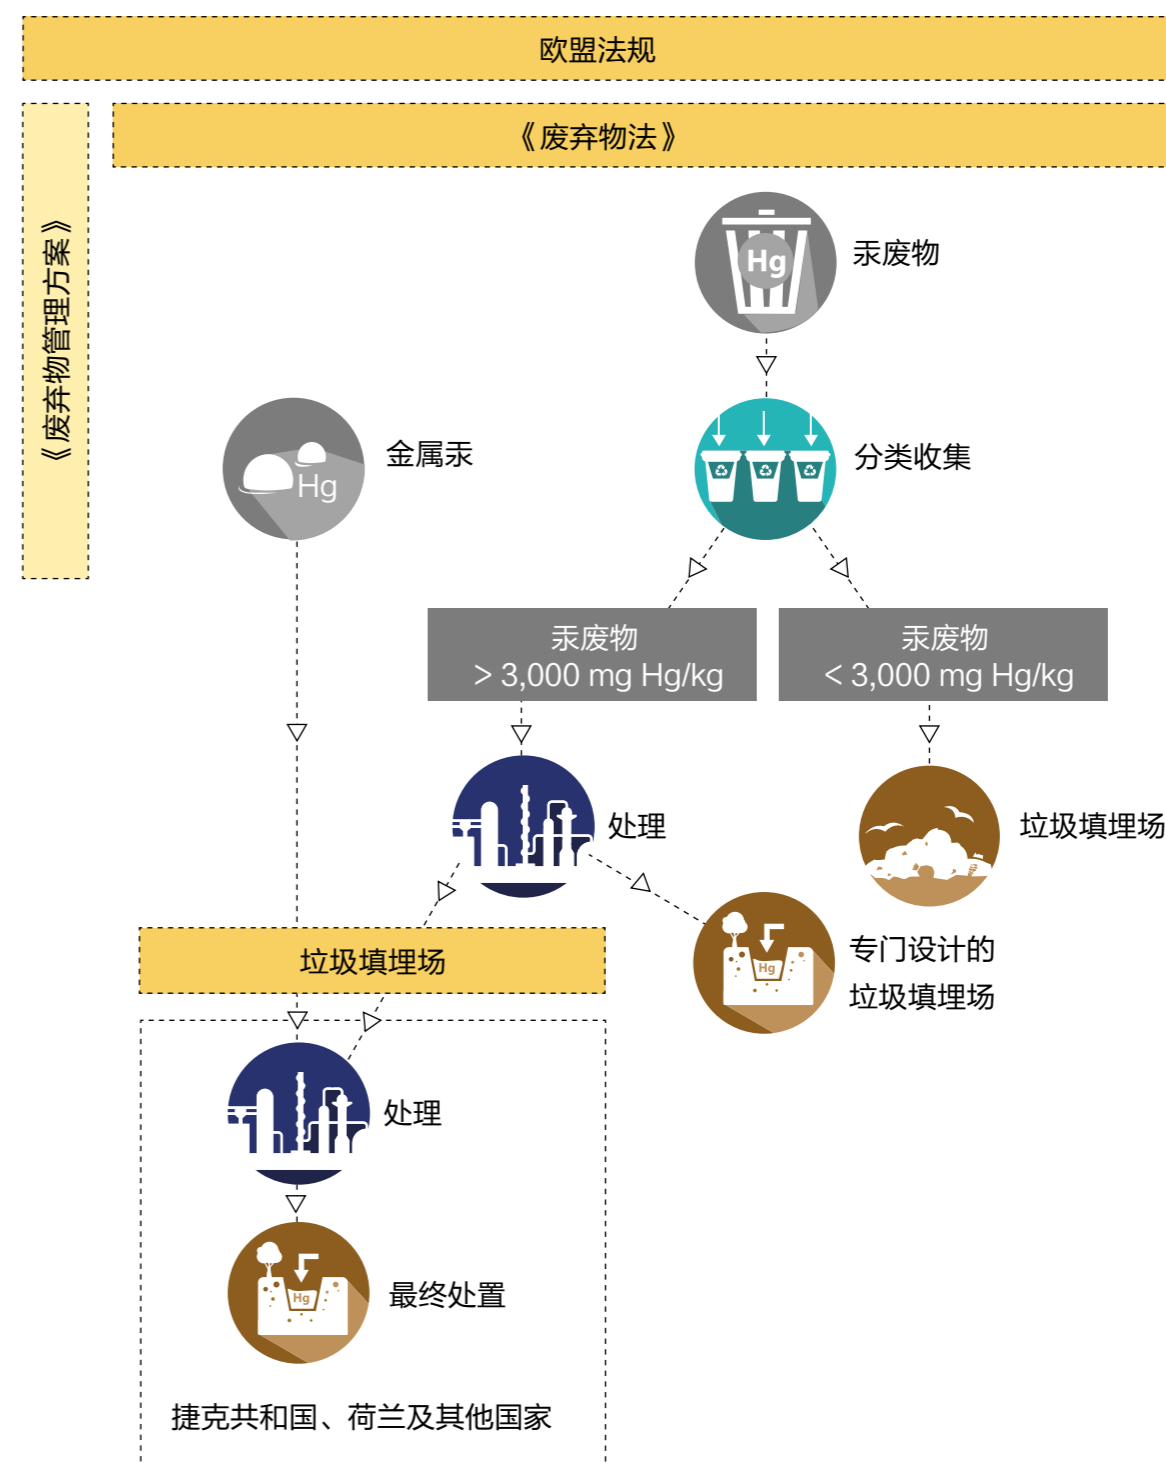 欧盟法规
《废弃物法》
《废弃物管理方案》
Hg
汞废物
Hg
金属汞
分类收集
汞废物
> 3,000 mg Hg/kg
汞废物
< 3,000 mg Hg/kg
处理
垃圾填埋场
垃圾填埋场
Hg
专门设计的
垃圾填埋场
处理
Hg
最终处置
捷克共和国、荷兰及其他国家